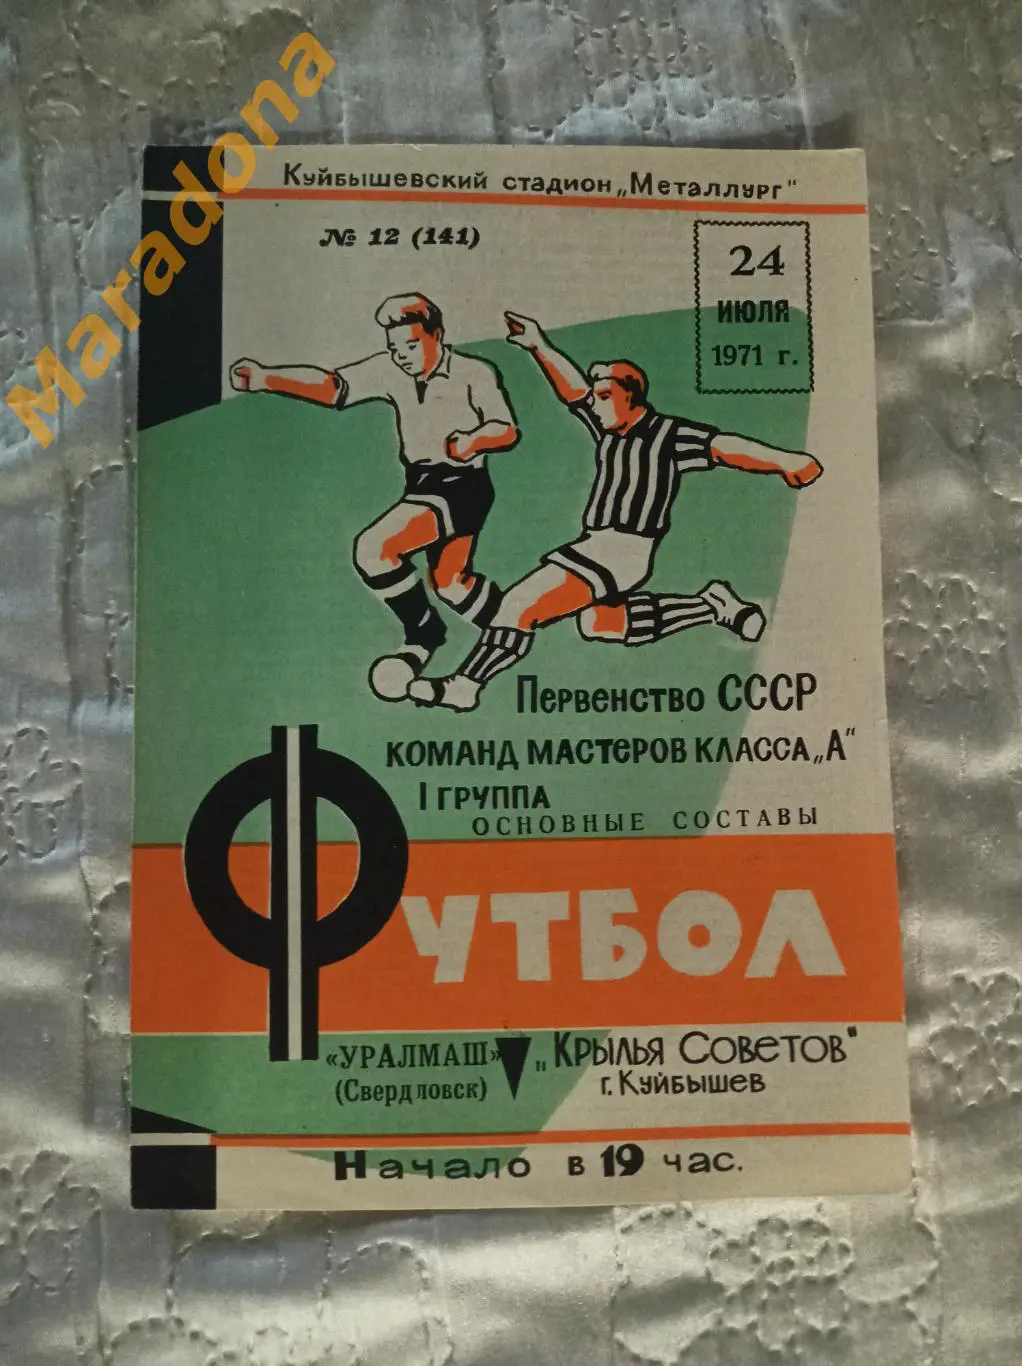 Maradona
Куйбышевский стадион „Металлург"
№ 12 (141)
24
ИЮЛЯ
1971 г.
Первенство СССР
КОМАНД МАСТЕРОВ КЛАССА „А"
I ГРУППА
ОСНОВНЫЕ СОСТАВЫ
ФУТБОЛ
«УРАЛМАШ» „Крылья Советов"
(Свердловск) г. Куйбышев
Начало в 19 час.